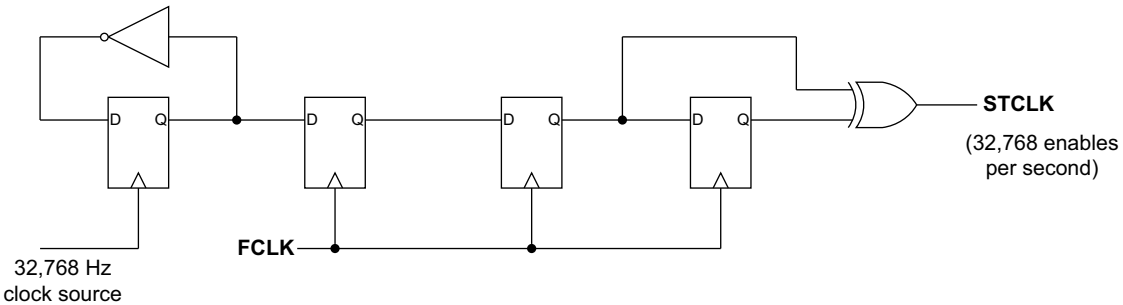 D Q
D Q
D Q
D Q
STCLK
(32,768 enables
per second)
FCLK
32,768 Hz
clock source